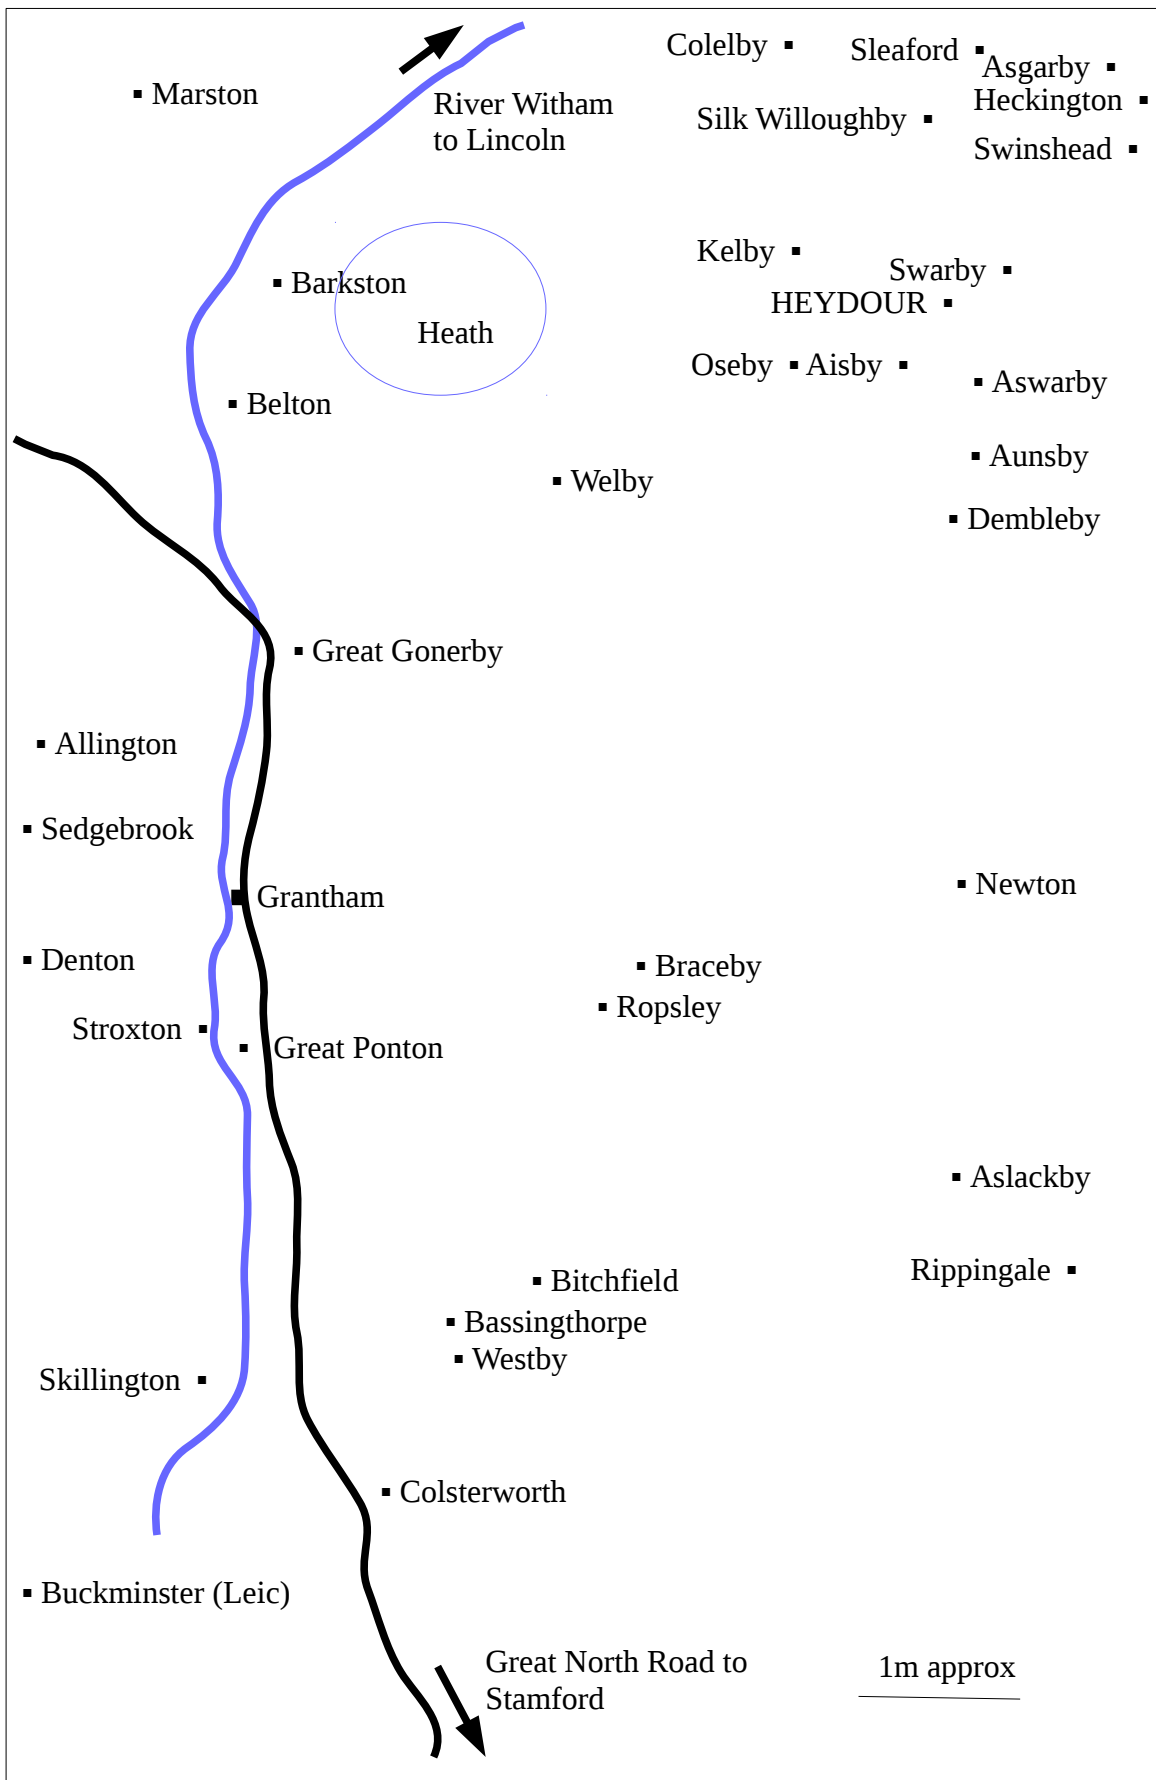 Colelby
Sleaford
Asgarby
Marston
River Witham
to Lincoln
Heckington
Silk Willoughby
Swinshead
Kelby
Swarby
Barkston
HEYDOUR
Heath
Oseby
Aisby
Aswarby
Belton
Aunsby
Welby
Dembleby
Great Gonerby
Allington
Sedgebrook
Newton
Grantham
Denton
Braceby
Ropsley
Stroxton
Great Ponton
Aslackby
Rippingale
Bitchfield
Bassingthorpe
Westby
Skillington
Colsterworth
Buckminster (Leic)
Great North Road to
Stamford
1m approx